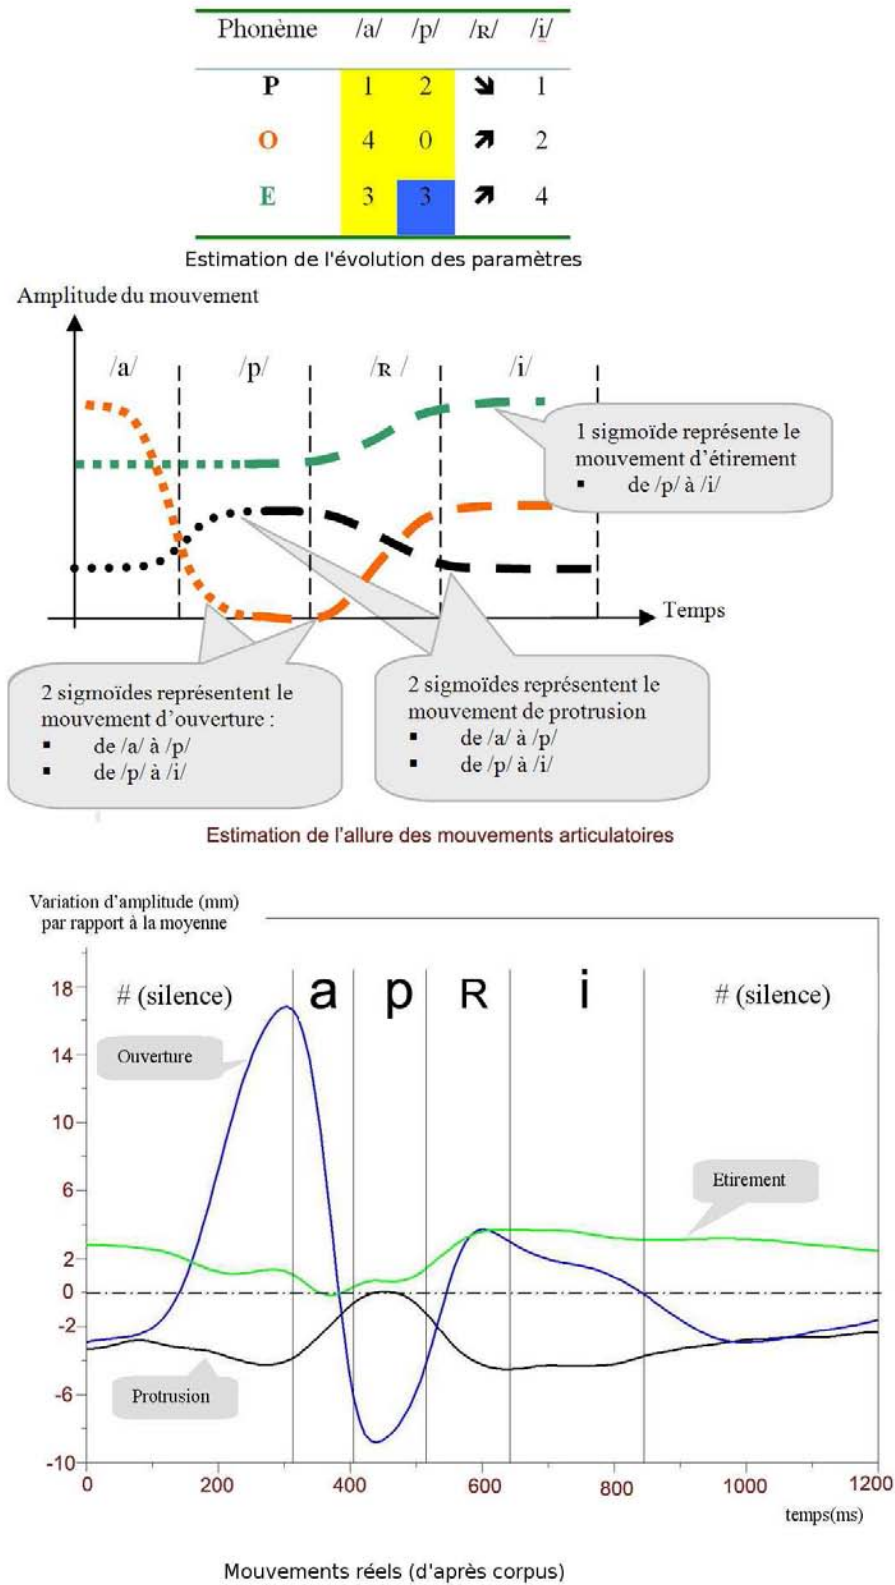 Phonème /a/ /p/ /ʀ/ /i/
P 1 2 ➘ 1
O 4 0 ➚ 2
E 3 3 ➚ 4
Estimation de l'évolution des paramètres
Amplitude du mouvement
/a/ /p/ /ʀ / /i/
1 sigmoïde représente le
mouvement d’étirement
▪ de /p/ à /i/
Temps
2 sigmoïdes représentent le
mouvement d’ouverture :
▪ de /a/ à /p/
▪ de /p/ à /i/
2 sigmoïdes représentent le
mouvement de protrusion
▪ de /a/ à /p/
▪ de /p/ à /i/
Estimation de l’allure des mouvements articulatoires
Variation d’amplitude (mm)
par rapport à la moyenne
# (silence) a p R i # (silence)
18
Ouverture
14
10
6
Etirement
2
0
-2
Protrusion
-6
-10
0 200 400 600 800 1000 1200
temps(ms)
Mouvements réels (d'après corpus)